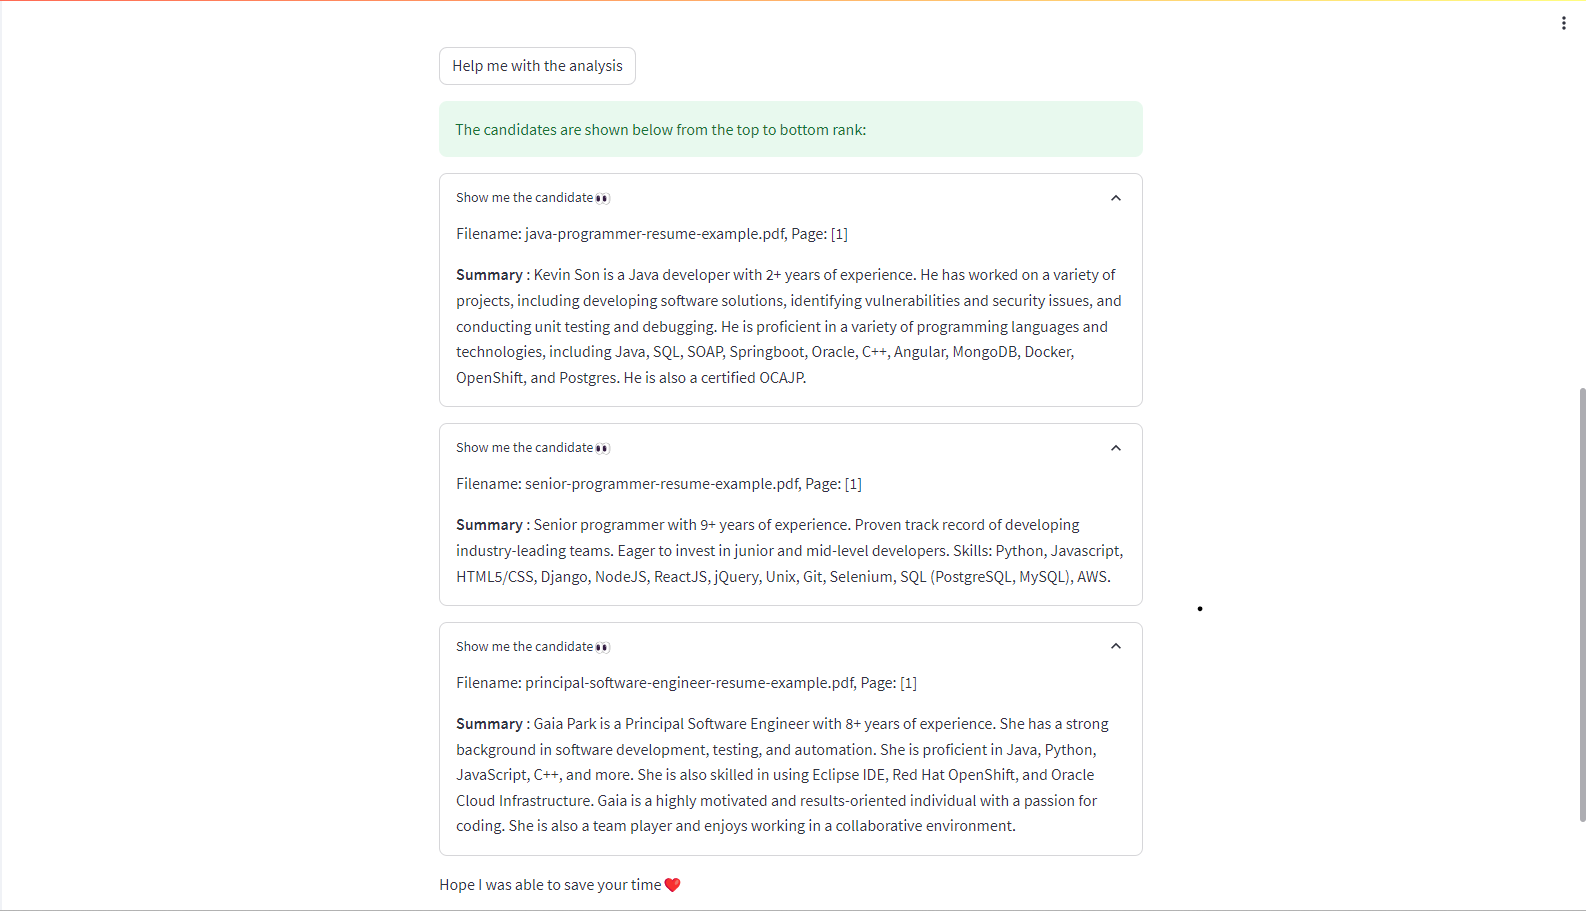 Help me with the analysis
The candidates are shown below from the top to bottom rank:
Show me the candidate👀
Filename: java-programmer-resume-example.pdf, Page: [1]
Summary : Kevin Son is a Java developer with 2+ years of experience. He has worked on a variety of
projects, including developing software solutions, identifying vulnerabilities and security issues, and
conducting unit testing and debugging. He is proficient in a variety of programming languages and
technologies, including Java, SQL, SOAP, Springboot, Oracle, C++, Angular, MongoDB, Docker,
OpenShift, and Postgres. He is also a certified OCAJP.
Show me the candidate👀
Filename: senior-programmer-resume-example.pdf, Page: [1]
Summary : Senior programmer with 9+ years of experience. Proven track record of developing
industry-leading teams. Eager to invest in junior and mid-level developers. Skills: Python, Javascript,
HTML5/CSS, Django, NodeJS, ReactJS, jQuery, Unix, Git, Selenium, SQL (PostgreSQL, MySQL), AWS.
Show me the candidate👀
Filename: principal-software-engineer-resume-example.pdf, Page: [1]
Summary : Gaia Park is a Principal Software Engineer with 8+ years of experience. She has a strong
background in software development, testing, and automation. She is proficient in Java, Python,
JavaScript, C++, and more. She is also skilled in using Eclipse IDE, Red Hat OpenShift, and Oracle
Cloud Infrastructure. Gaia is a highly motivated and results-oriented individual with a passion for
coding. She is also a team player and enjoys working in a collaborative environment.
Hope I was able to save your time❤️